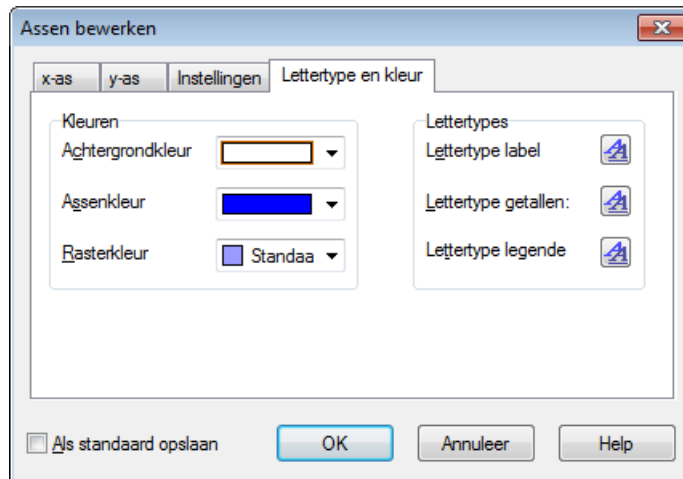 Assen bewerken
x-as y-as Instellingen Lettertype en kleur
Kleuren
Achtergrondkleur
Assenkleur
Rasterkleur Standaa
Lettertypes
Lettertype label
Lettertype getallen:
Lettertype legende
Als standaard opslaan OK Annuleer Help